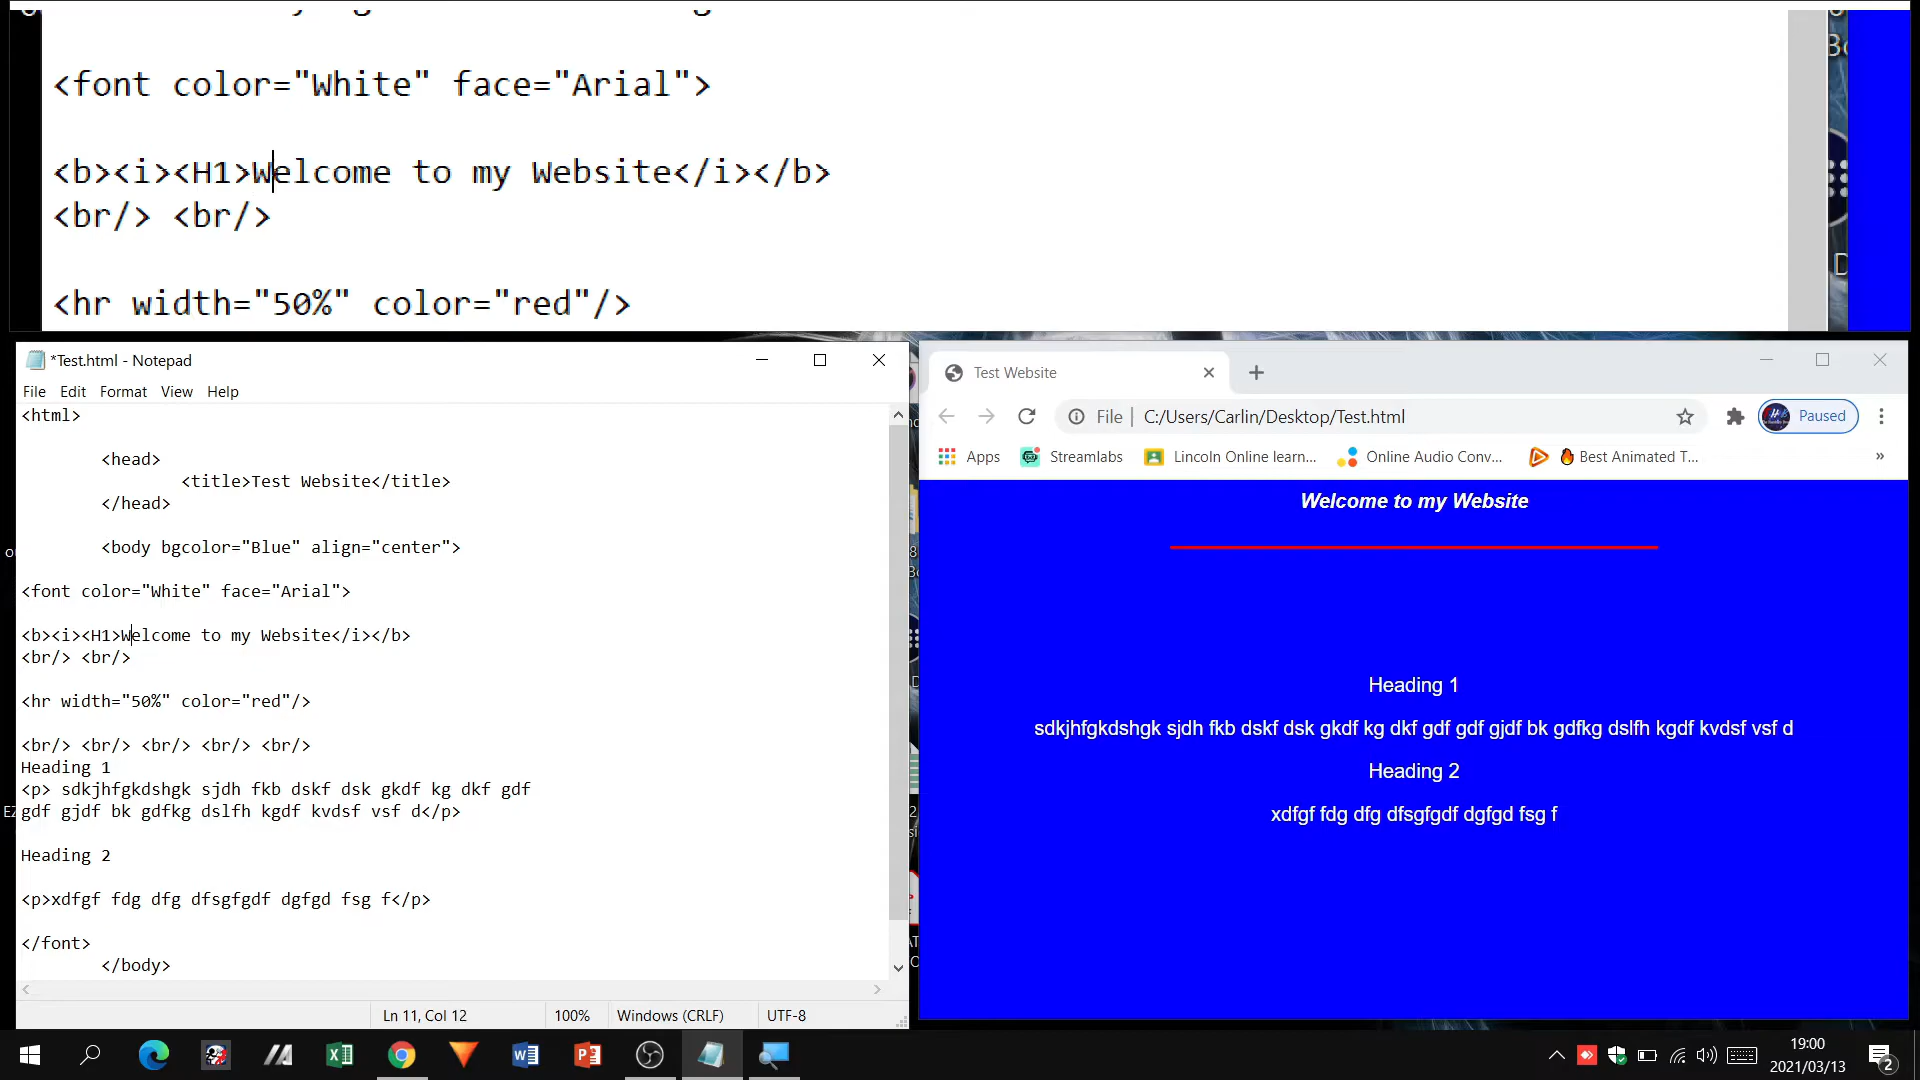 <font color="White" face="Arial">
<b><i><H1>Welcome to my Website</i></b>
<br/> <br/>
<hr width="50%" color="red"/>
*Test.html - Notepad
File Edit Format View Help
<html>
<head>
<title>Test Website</title>
</head>
<body bgcolor="Blue" align="center">
<font color="White" face="Arial">
<b><i><H1>Welcome to my Website</i></b>
<br/> <br/>
<hr width="50%" color="red"/>
<br/> <br/> <br/> <br/> <br/>
Heading 1
<p> sdkjhfgkdshgk sjdh fkb dskf dsk gkdf kg dkf gdf
gdf gjdf bk gdfkg dslfh kgdf kvdsf vsf d</p>
Heading 2
<p>xdfgf fdg dfg dfsgfgdf dgfgd fsg f</p>
</font>
</body>
Ln 11, Col 12 100% Windows (CRLF) UTF-8
Test Website
File C:/Users/Carlin/Desktop/Test.html Paused
Apps Streamlabs Lincoln Online learn... Online Audio Conv... Best Animated T... »
Welcome to my Website
Heading 1
sdkjhfgkdshgk sjdh fkb dskf dsk gkdf kg dkf gdf gdf gjdf bk gdfkg dslfh kgdf kvdsf vsf d
Heading 2
xdfgf fdg dfg dfsgfgdf dgfgd fsg f
19:00
2021/03/13
2